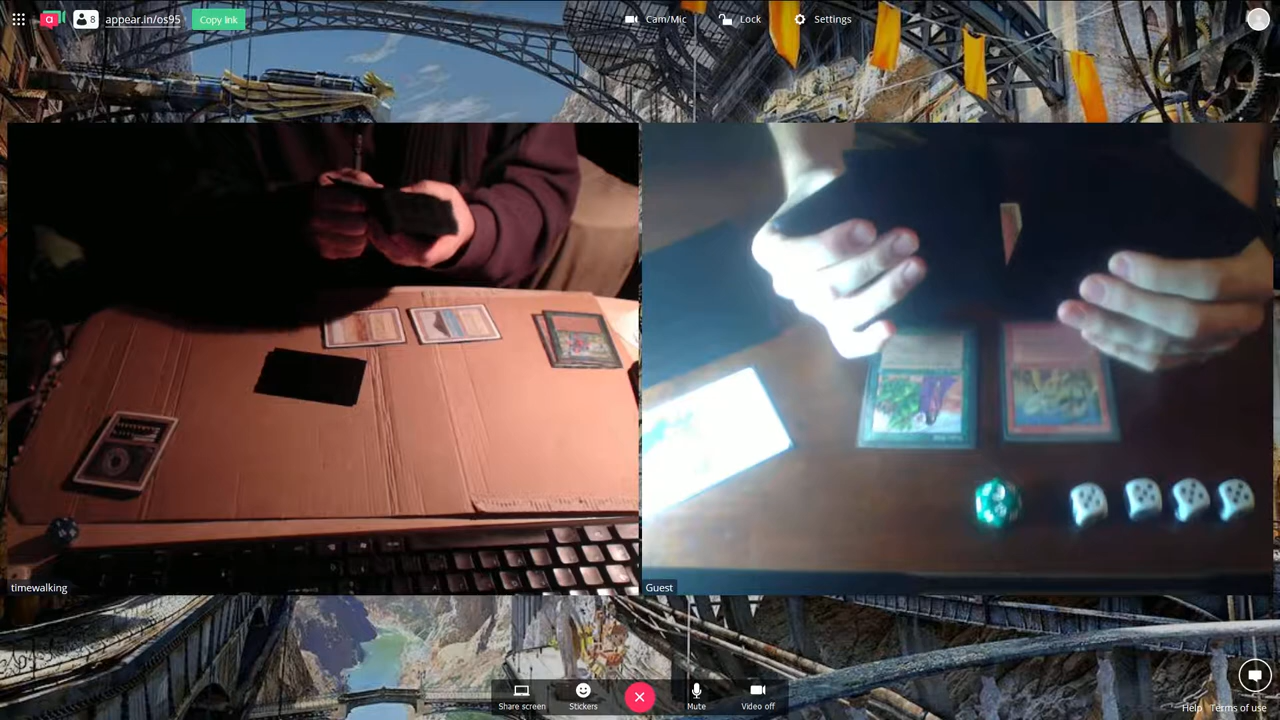 8 appear.in/os95 Copy link Cam/Mic Lock Settings
timewalking Guest
Share screen Stickers Mute Video off
Help Terms of use